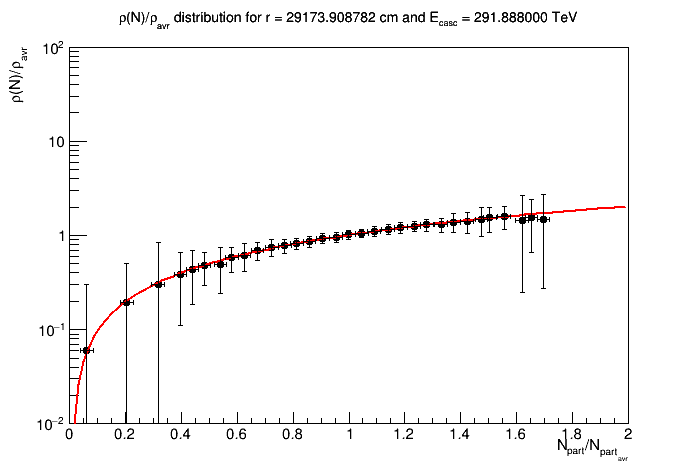 ρ(N)/ρavr distribution for r = 29173.908782 cm and Ecasc = 291.888000 TeV
ρ(N)/ρavr
10²
10
1
10⁻¹
10⁻²
0 0.2 0.4 0.6 0.8 1 1.2 1.4 1.6 1.8 2
Npart/Npartavr